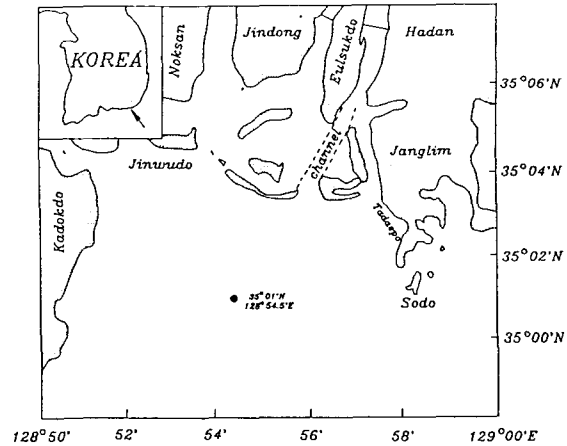 KOREA
Noksan
Jindong
Eulsukdo
Hadan
35°06'N
Jinwudo
channel
Janglim
35°04'N
Kadokdo
Tadaepo
35°02'N
Sodo
35°01'N
128°54.5'E
35°00'N
128°50'
52'
54'
56'
58'
129°00'E